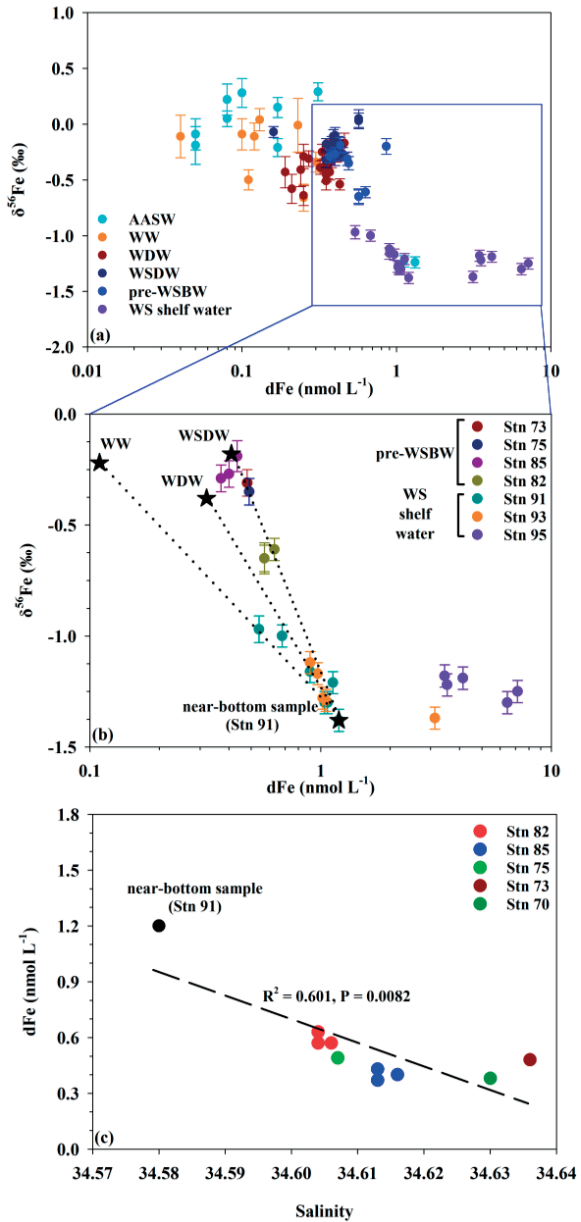 1.0
0.5
0.0
-0.5
-1.0
-1.5
-2.0
δ⁵⁶Fe (‰)
AASW
WW
WDW
WSDW
pre-WSBW
WS shelf water
(a)
0.01 0.1 1 10
dFe (nmol L⁻¹)
0.0
-0.5
-1.0
-1.5
δ⁵⁶Fe (‰)
WW
WSDW
WDW
pre-WSBW
WS
shelf
water
Stn 73
Stn 75
Stn 85
Stn 82
Stn 91
Stn 93
Stn 95
near-bottom sample
(Stn 91)
(b)
0.1 1 10
dFe (nmol L⁻¹)
1.8
1.5
1.2
0.9
0.6
0.3
0.0
dFe (nmol L⁻¹)
Stn 82
Stn 85
Stn 75
Stn 73
Stn 70
near-bottom sample
(Stn 91)
R² = 0.601, P = 0.0082
(c)
34.57 34.58 34.59 34.60 34.61 34.62 34.63 34.64
Salinity